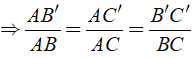 ⇒ AB′/AB = AC′/AC = B′C′/BC